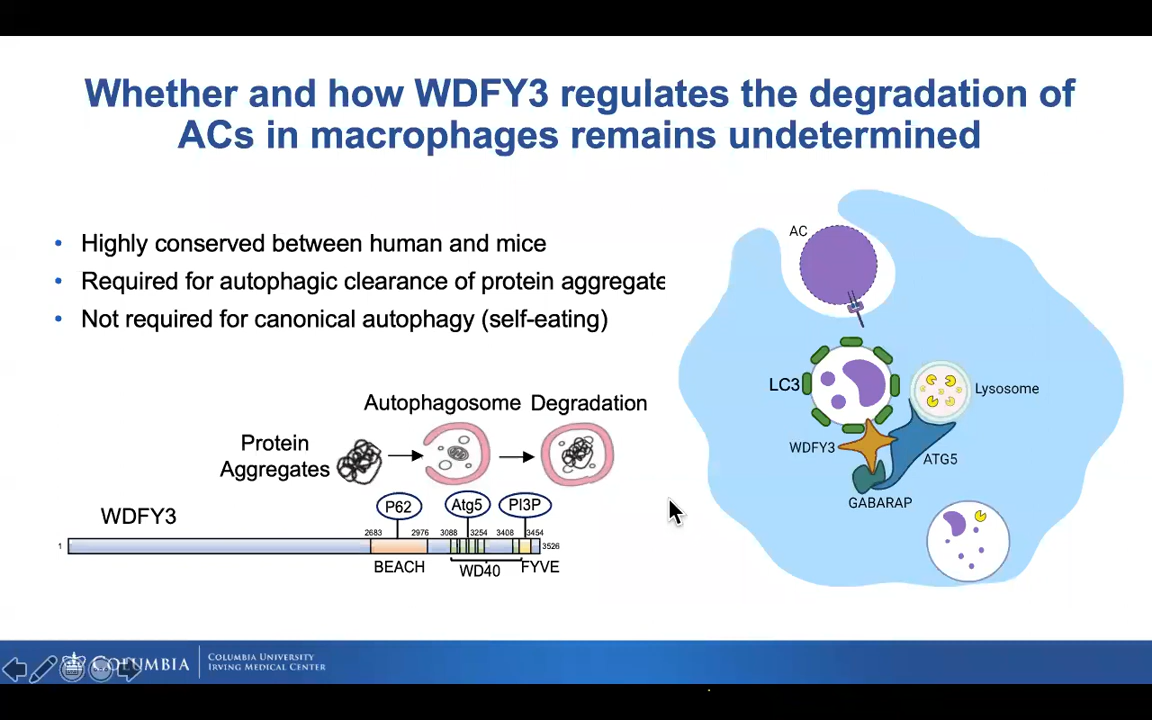 Whether and how WDFY3 regulates the degradation of
ACs in macrophages remains undetermined
• Highly conserved between human and mice
• Required for autophagic clearance of protein aggregate
• Not required for canonical autophagy (self-eating)
Autophagosome Degradation
Protein
Aggregates
P62 Atg5 PI3P
WDFY3
2683 2976 3088 3254 3408 3454
1 3526
BEACH WD40 FYVE
AC
LC3
Lysosome
WDFY3
ATG5
GABARAP
COLUMBIA
COLUMBIA UNIVERSITY
IRVING MEDICAL CENTER